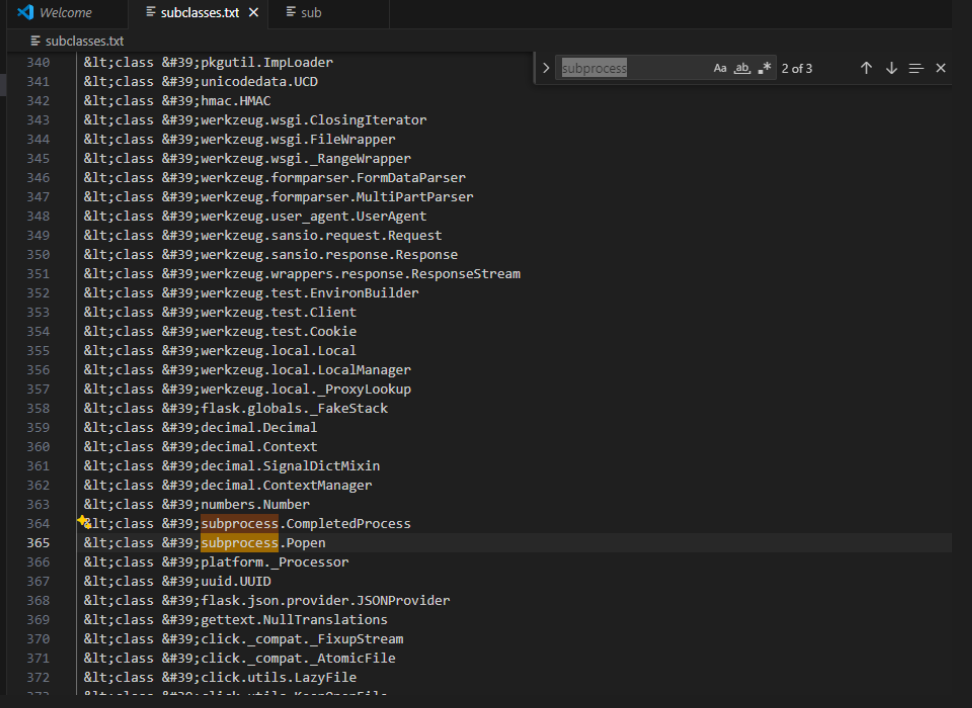 Welcome
subclasses.txt
sub
subclasses.txt
subprocess
Aa ab .* 2 of 3
340 &lt;class &#39;pkgutil.ImpLoader
341 &lt;class &#39;unicodedata.UCD
342 &lt;class &#39;hmac.HMAC
343 &lt;class &#39;werkzeug.wsgi.ClosingIterator
344 &lt;class &#39;werkzeug.wsgi.FileWrapper
345 &lt;class &#39;werkzeug.wsgi._RangeWrapper
346 &lt;class &#39;werkzeug.formparser.FormDataParser
347 &lt;class &#39;werkzeug.formparser.MultiPartParser
348 &lt;class &#39;werkzeug.user_agent.UserAgent
349 &lt;class &#39;werkzeug.sansio.request.Request
350 &lt;class &#39;werkzeug.sansio.response.Response
351 &lt;class &#39;werkzeug.wrappers.response.ResponseStream
352 &lt;class &#39;werkzeug.test.EnvironBuilder
353 &lt;class &#39;werkzeug.test.Client
354 &lt;class &#39;werkzeug.test.Cookie
355 &lt;class &#39;werkzeug.local.Local
356 &lt;class &#39;werkzeug.local.LocalManager
357 &lt;class &#39;werkzeug.local._ProxyLookup
358 &lt;class &#39;flask.globals._FakeStack
359 &lt;class &#39;decimal.Decimal
360 &lt;class &#39;decimal.Context
361 &lt;class &#39;decimal.SignalDictMixin
362 &lt;class &#39;decimal.ContextManager
363 &lt;class &#39;numbers.Number
364 &lt;class &#39;subprocess.CompletedProcess
365 &lt;class &#39;subprocess.Popen
366 &lt;class &#39;platform._Processor
367 &lt;class &#39;uuid.UUID
368 &lt;class &#39;flask.json.provider.JSONProvider
369 &lt;class &#39;gettext.NullTranslations
370 &lt;class &#39;click._compat._FixupStream
371 &lt;class &#39;click._compat._AtomicFile
372 &lt;class &#39;click.utils.LazyFile
373 &lt;class &#39;click.utils.KeepOpenFile